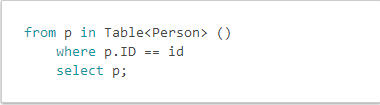 from p in Table<Person> ()
    where p.ID == id
    select p;